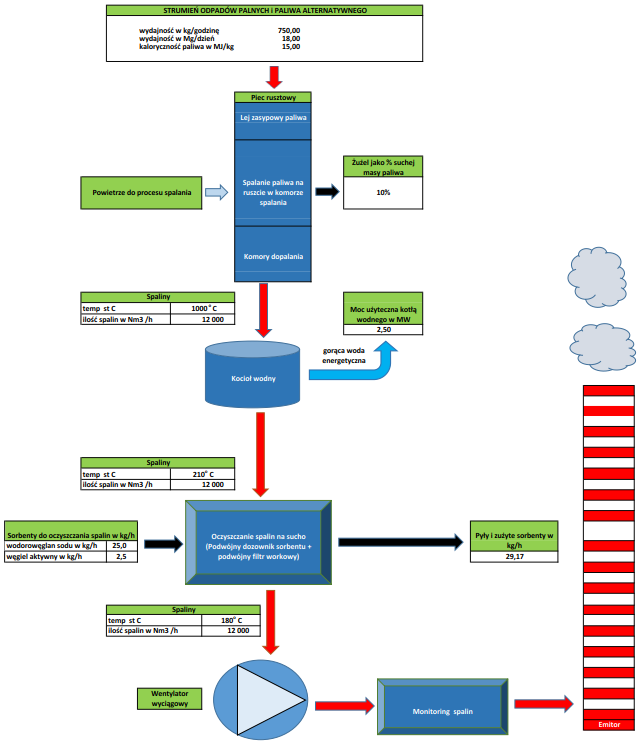 STRUMIEŃ ODPADÓW PALNYCH i PALIWA ALTERNATYWNEGO
wydajność w kg/godzinę 750,00
wydajność w Mg/dzień 18,00
kaloryczność paliwa w MJ/kg 15,00
Piec rusztowy
Lej zasypowy paliwa
Powietrze do procesu spalania
Spalanie paliwa na
ruszcie w komorze
spalania
Żużel jako % suchej
masy paliwa
10%
Komory dopalania
Spaliny
temp st C 1000° C
ilość spalin w Nm3 /h 12 000
Moc użyteczna kotłą
wodnego w MW
2,50
gorąca woda
energetyczna
Kocioł wodny
Spaliny
temp st C 210° C
ilość spalin w Nm3 /h 12 000
Sorbenty do oczyszczania spalin w kg/h
wodorowęglan sodu w kg/h 25,0
węgiel aktywny w kg/h 2,5
Oczyszczanie spalin na sucho
(Podwójny dozownik sorbentu +
podwójny filtr workowy)
Pyły i zużyte sorbenty w
kg/h
29,17
Spaliny
temp st C 180° C
ilość spalin w Nm3 /h 12 000
Wentylator
wyciągowy
Monitoring spalin
Emitor